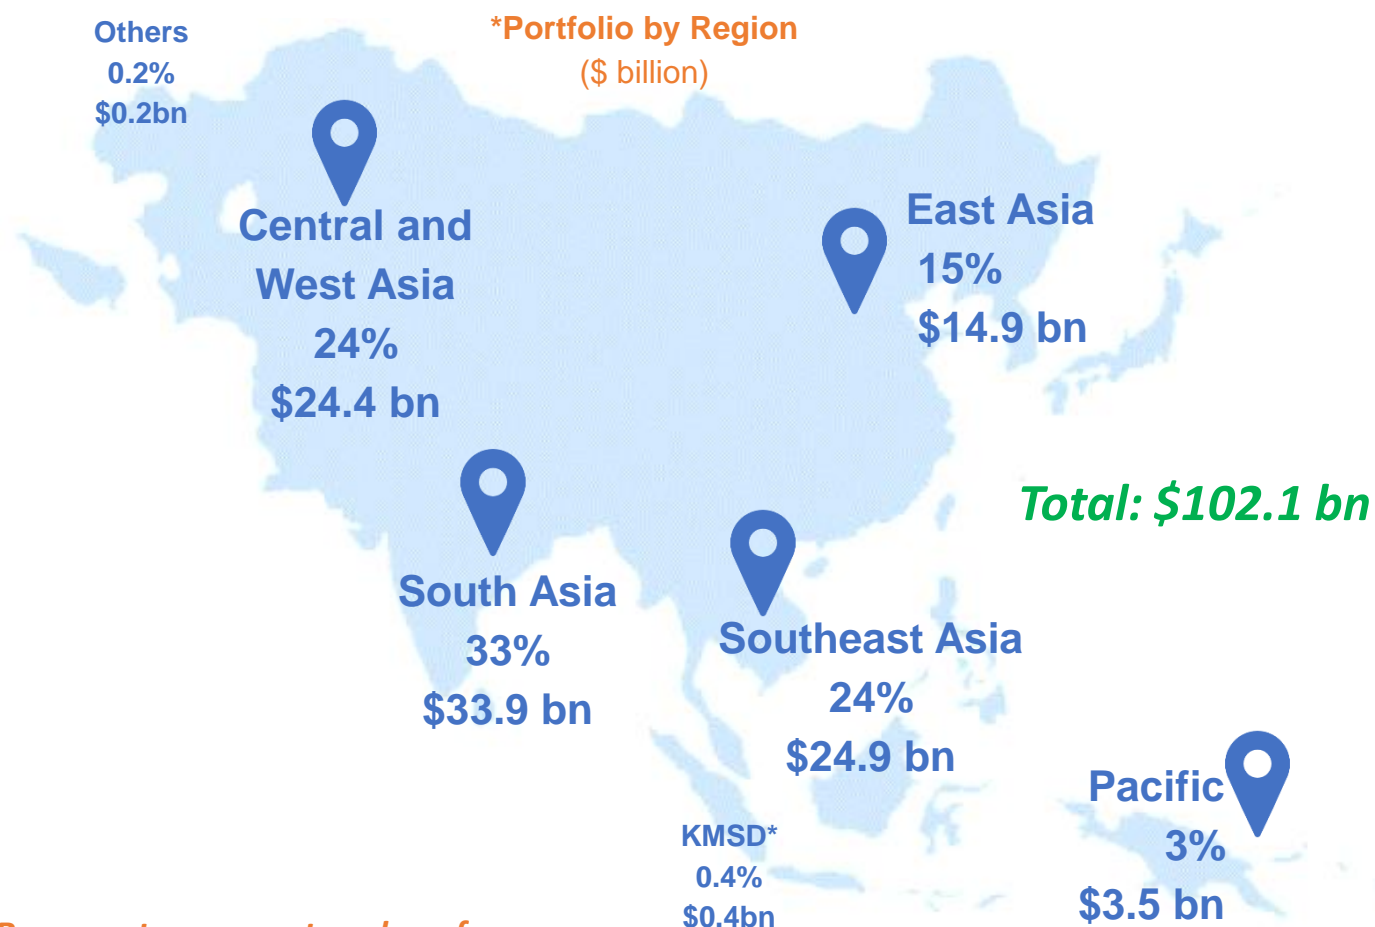 *Portfolio by Region
($ billion)
Others
0.2%
$0.2bn
Central and
West Asia
24%
$24.4 bn
East Asia
15%
$14.9 bn
Total: $102.1 bn
South Asia
33%
$33.9 bn
Southeast Asia
24%
$24.9 bn
KMSD*
0.4%
$0.4bn
Pacific
3%
$3.5 bn